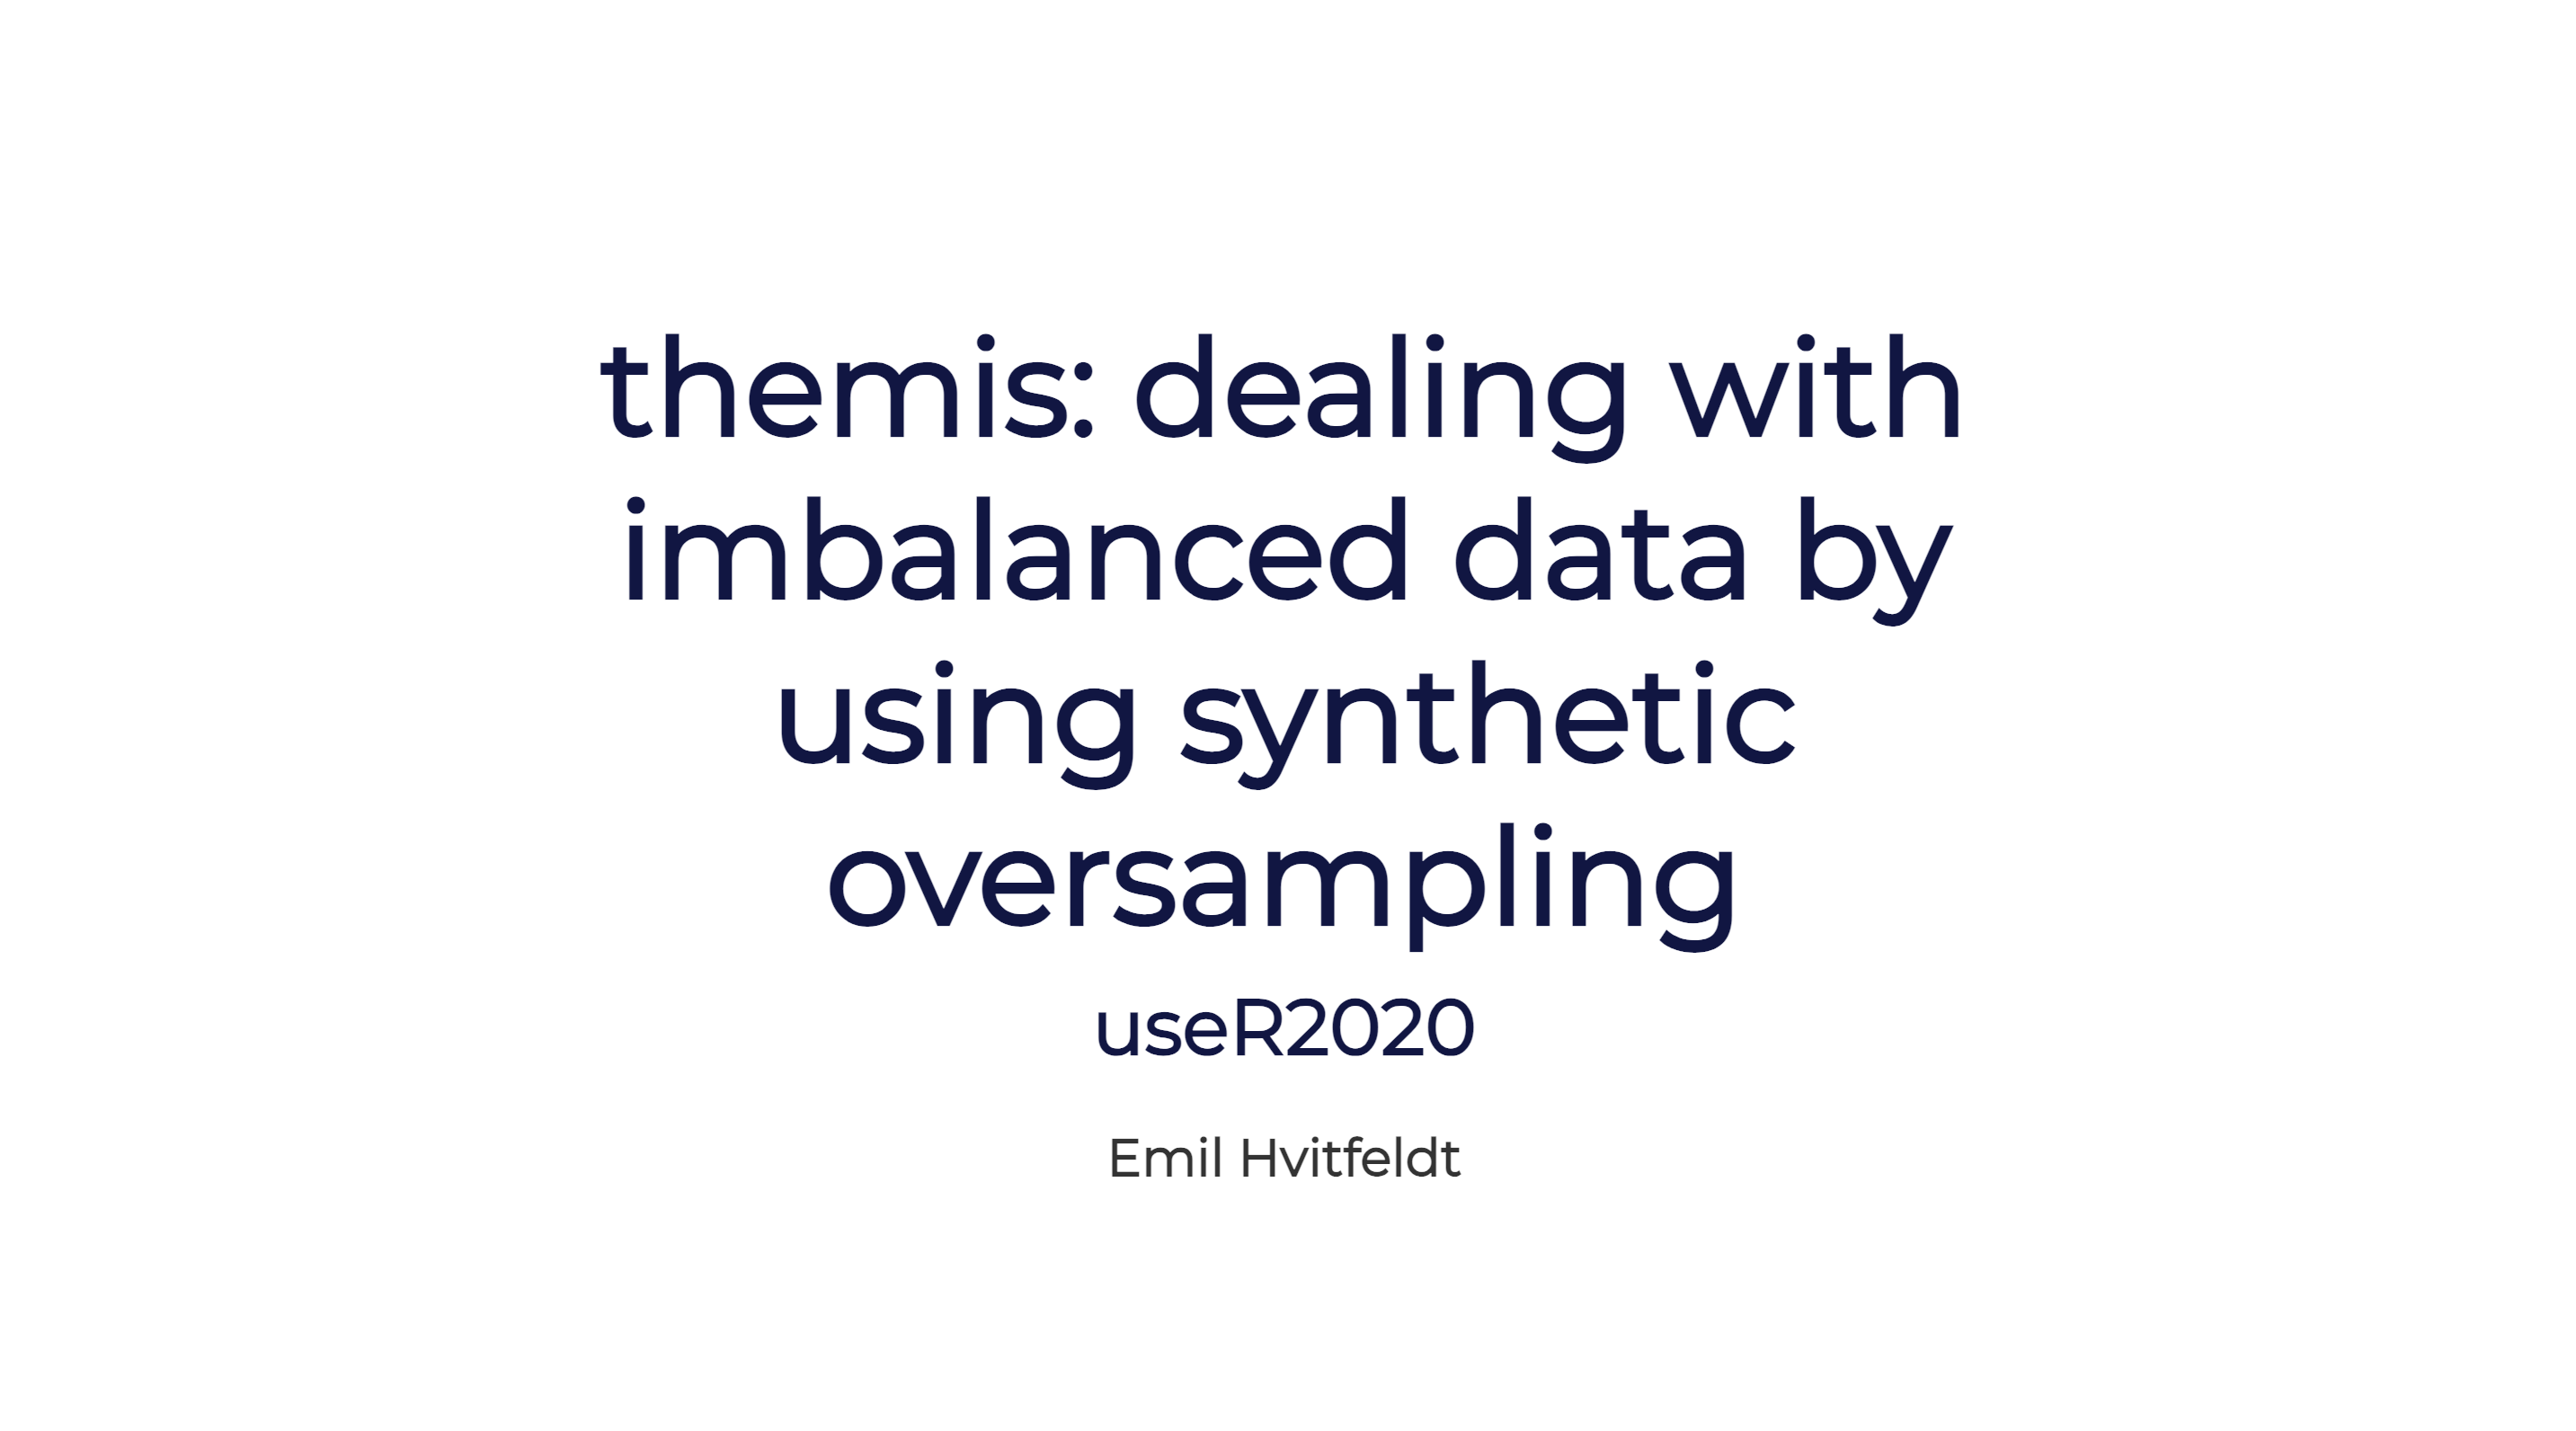 themis: dealing with
imbalanced data by
using synthetic
oversampling
useR2020
Emil Hvitfeldt